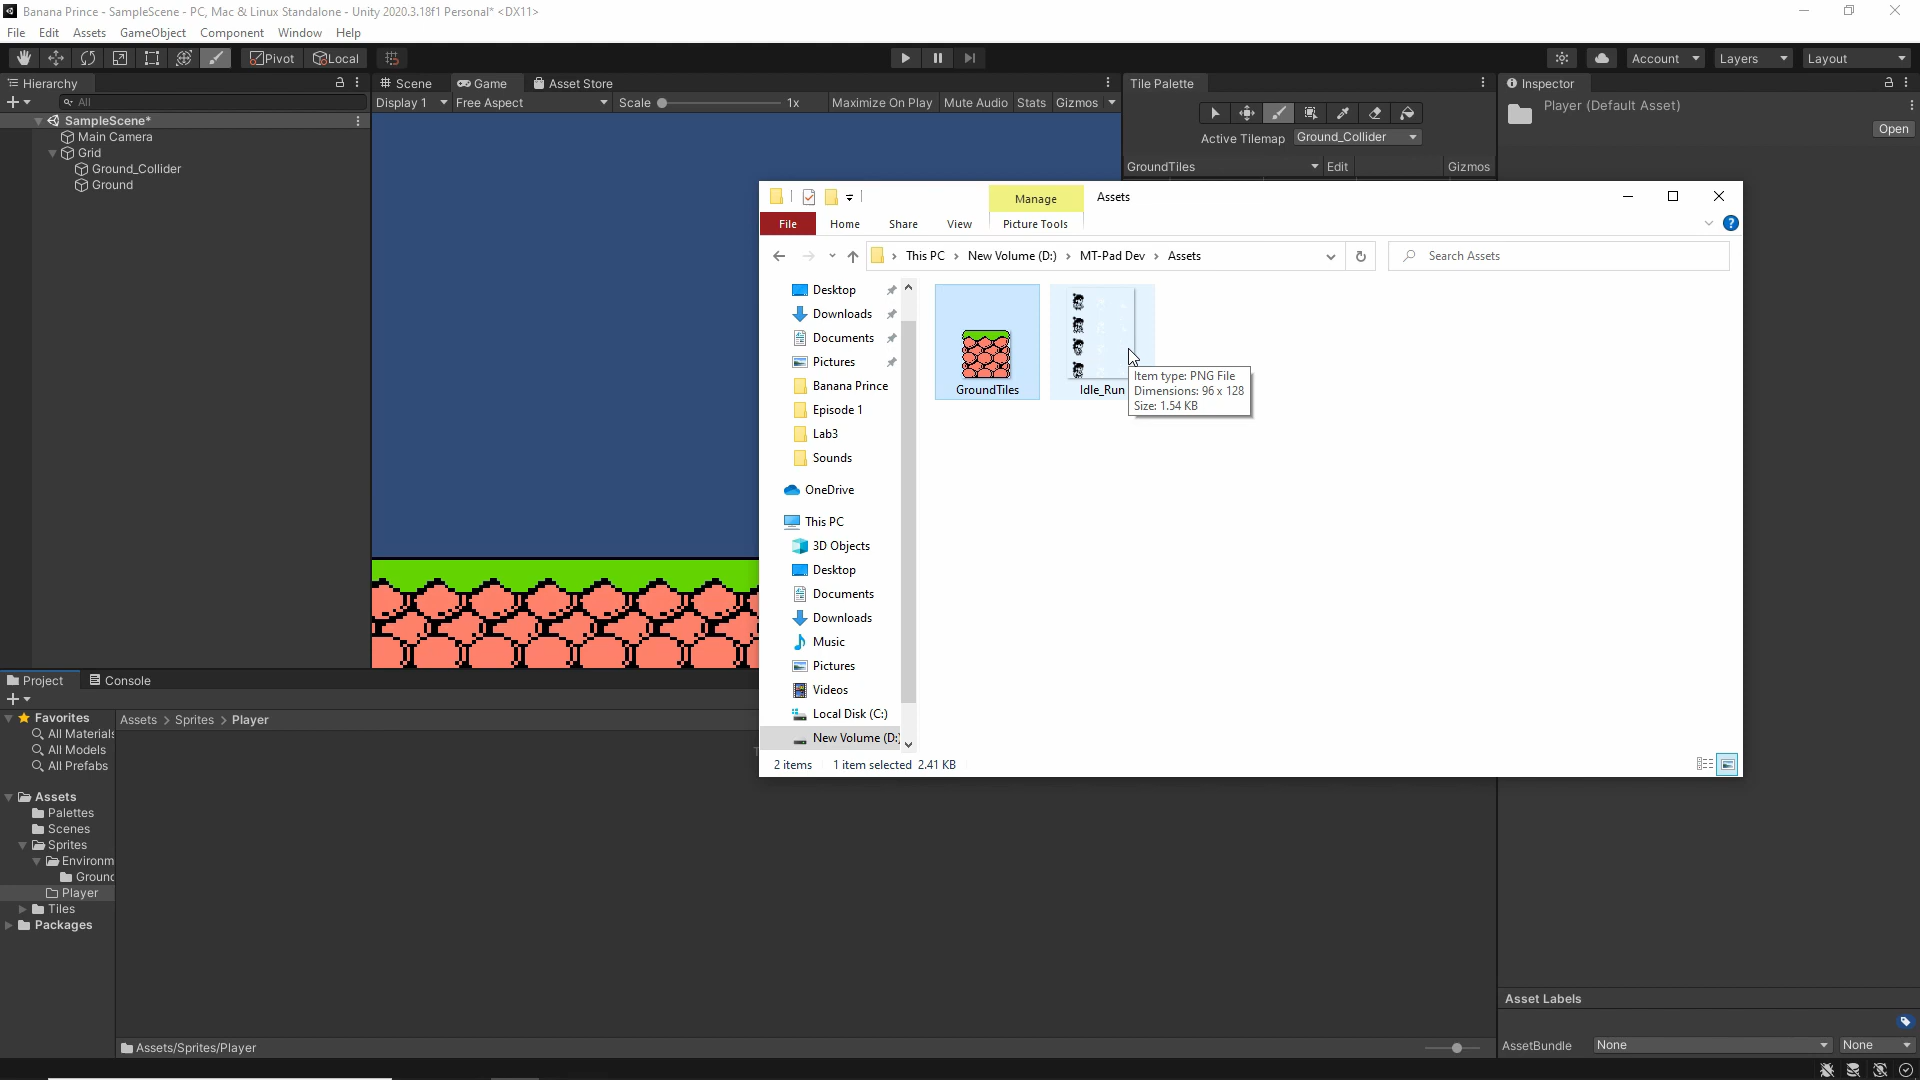 Banana Prince - SampleScene - PC, Mac & Linux Standalone - Unity 2020.3.18f1 Personal* <DX11>
File Edit Assets GameObject Component Window Help
Pivot Local Account Layers Layout
Hierarchy
All
SampleScene*
Main Camera
Grid
Ground_Collider
Ground
Scene Game Asset Store
Display 1 Free Aspect Scale 1x Maximize On Play Mute Audio Stats Gizmos
Tile Palette
Active Tilemap Ground_Collider
GroundTiles Edit Gizmos
Inspector
Player (Default Asset)
Open
Manage Assets
File Home Share View Picture Tools
This PC New Volume (D:) MT-Pad Dev Assets
Search Assets
Desktop
Downloads
Documents
Pictures
Banana Prince
Episode 1
Lab3
Sounds
OneDrive
This PC
3D Objects
Desktop
Documents
Downloads
Music
Pictures
Videos
Local Disk (C:)
New Volume (D:)
GroundTiles
Idle_Run
Item type: PNG File
Dimensions: 96 x 128
Size: 1.54 KB
2 items 1 item selected 2.41 KB
Project Console
Favorites
All Materials
All Models
All Prefabs
Assets
Palettes
Scenes
Sprites
Environm
Ground
Player
Tiles
Packages
Assets > Sprites > Player
Assets/Sprites/Player
Asset Labels
AssetBundle None None